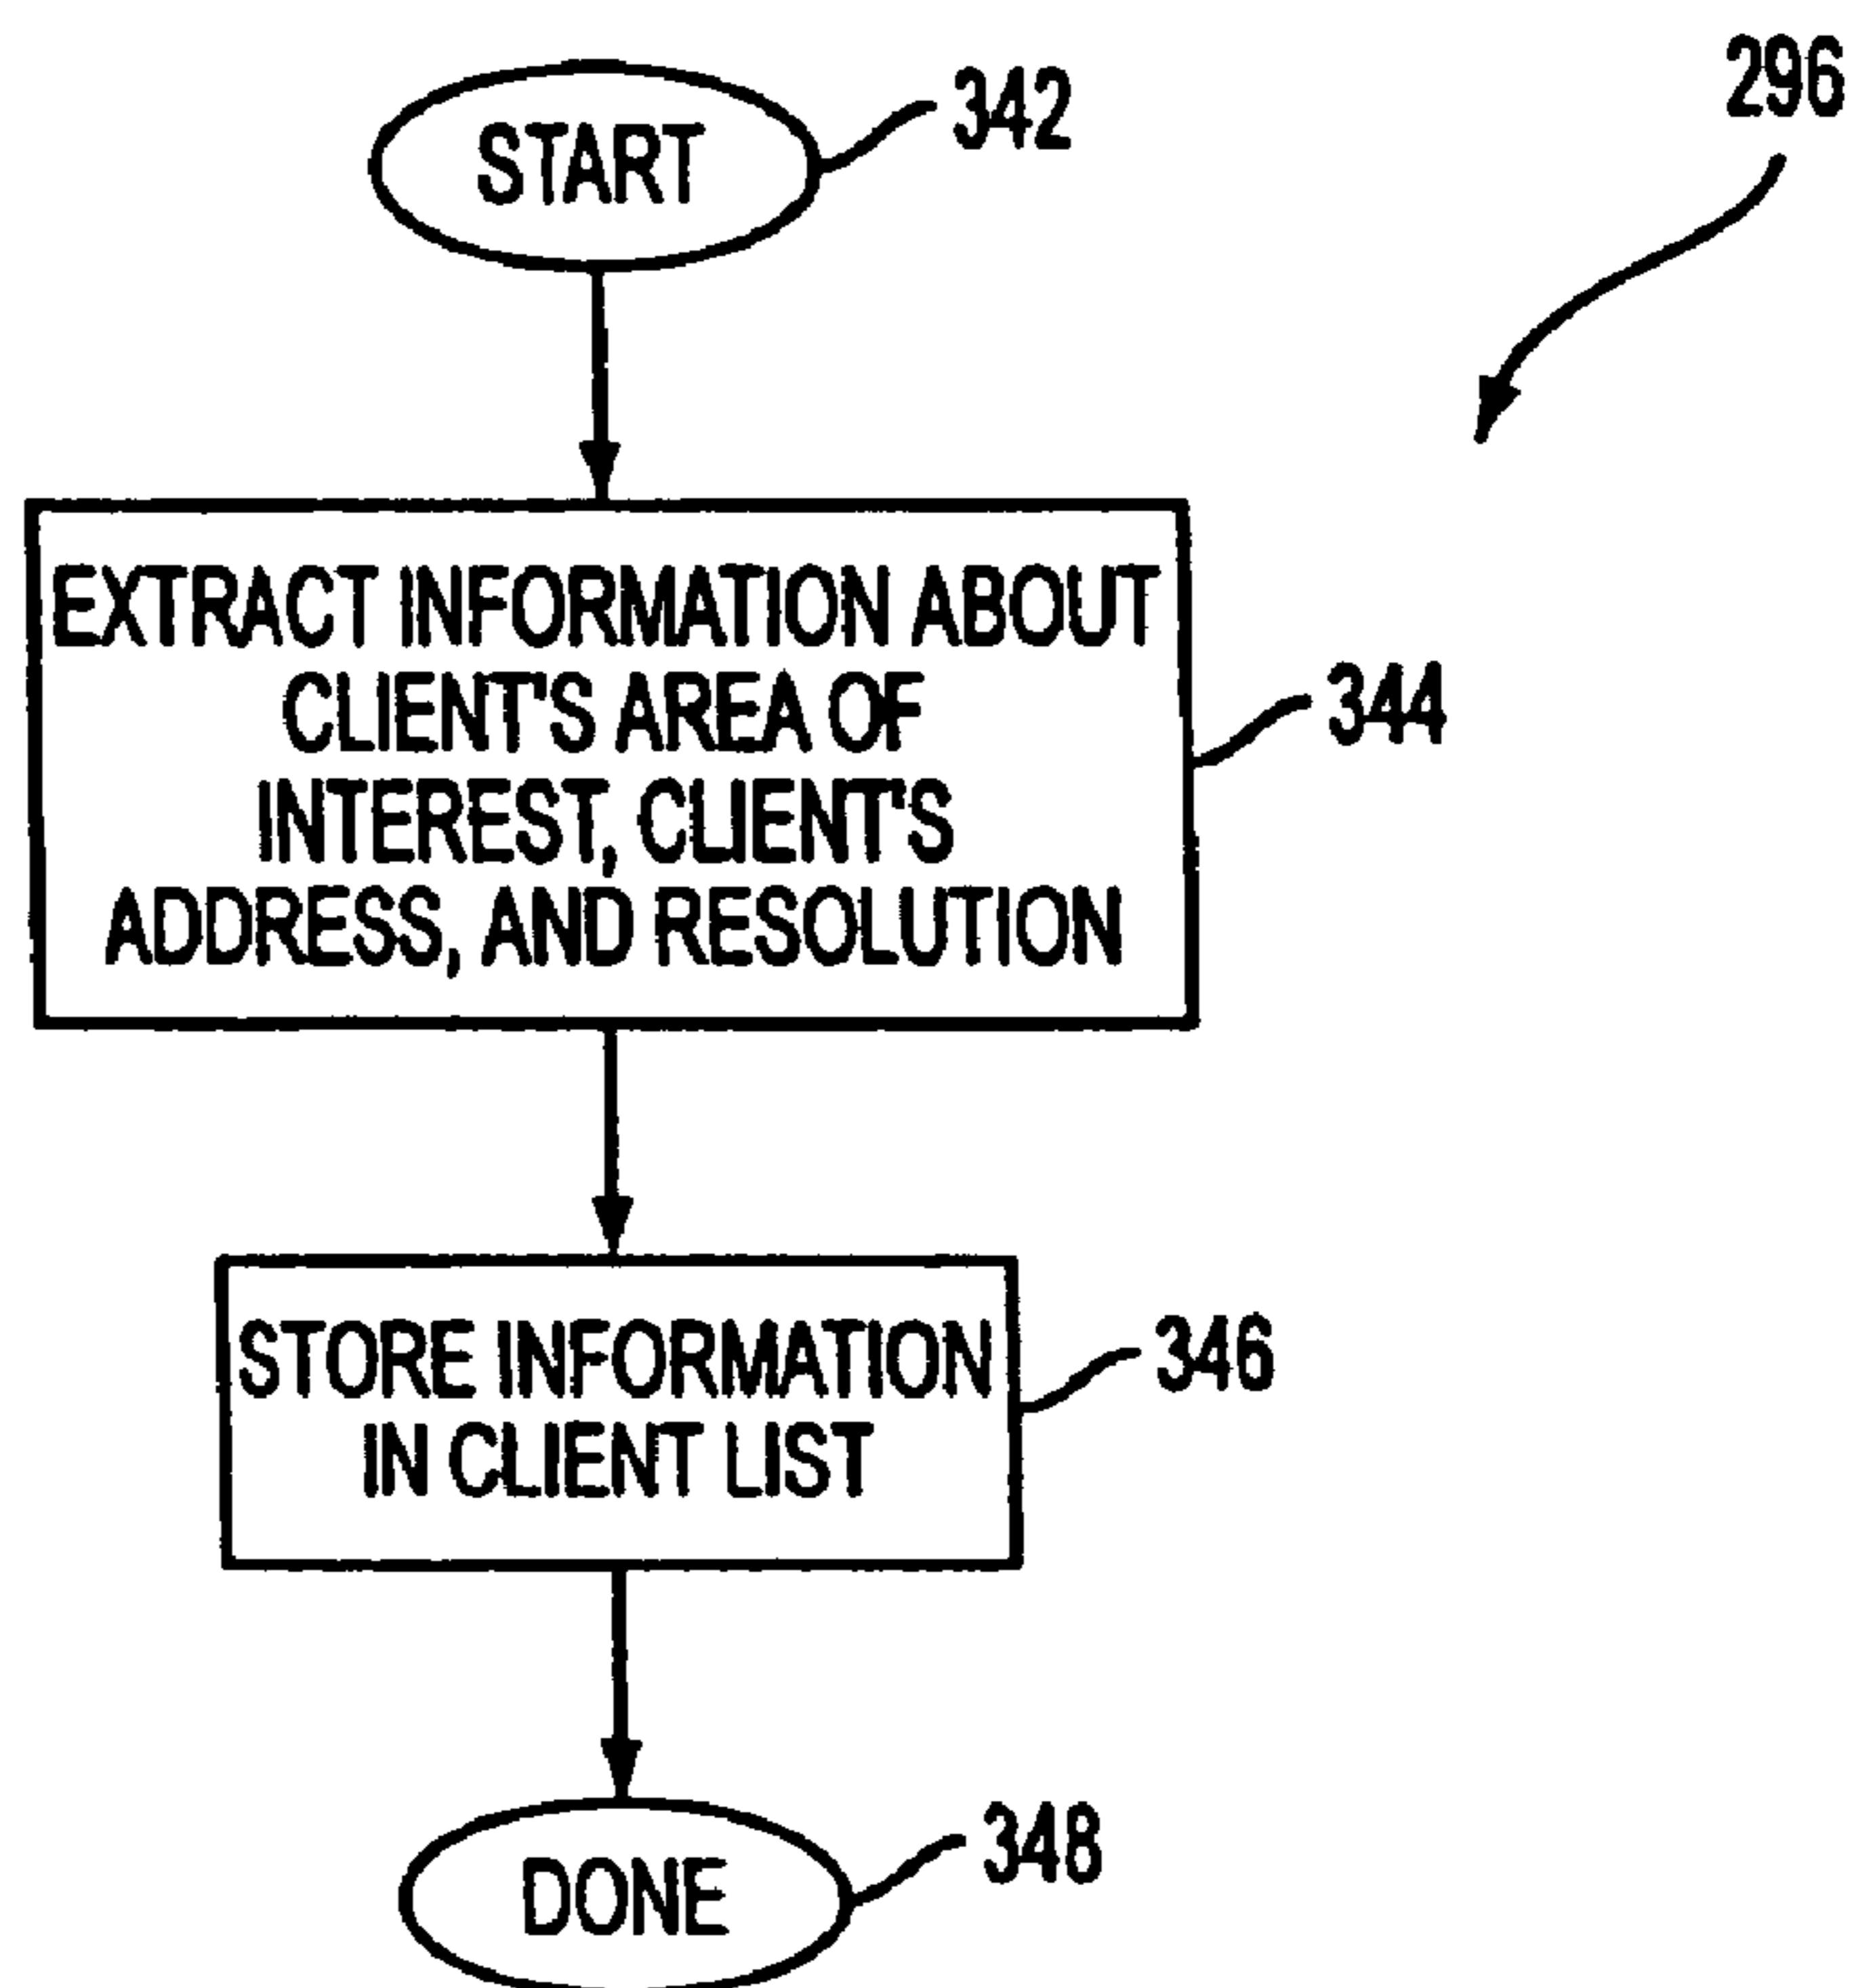 296
START
342
EXTRACT INFORMATION ABOUT
CLIENT'S AREA OF
INTEREST, CLIENT'S
ADDRESS, AND RESOLUTION
344
STORE INFORMATION
IN CLIENT LIST
346
DONE
348